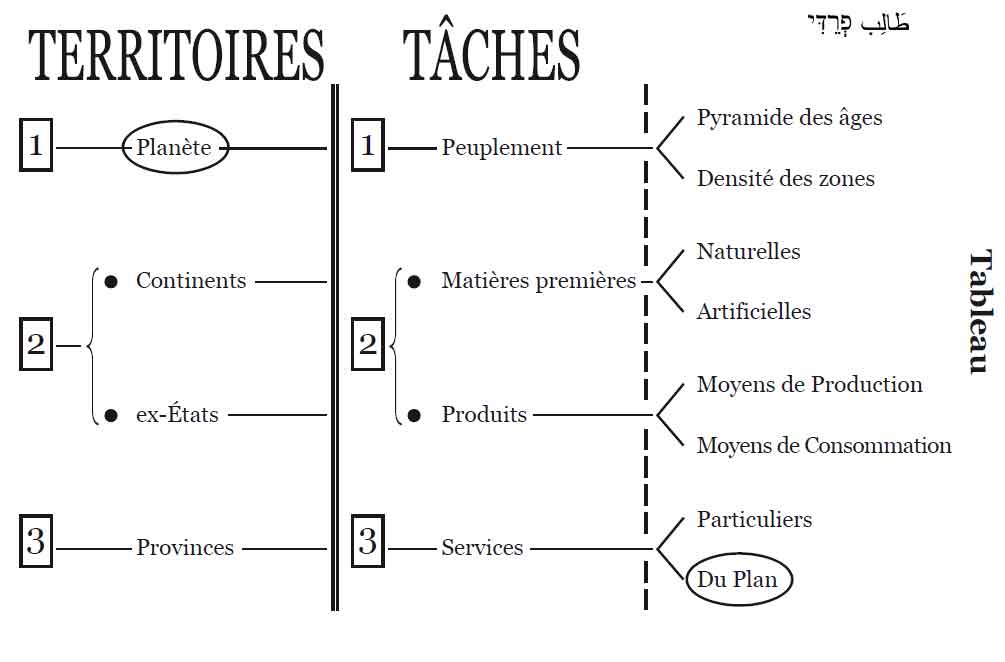 טַאלִב פְרֵדִּי
TERRITOIRES
TÂCHES
1 Planète
1 Peuplement
Pyramide des âges
Densité des zones
2
• Continents
• ex-États
2
• Matières premières
Naturelles
Artificielles
• Produits
Moyens de Production
Moyens de Consommation
3 Provinces
3 Services
Particuliers
Du Plan
Tableau